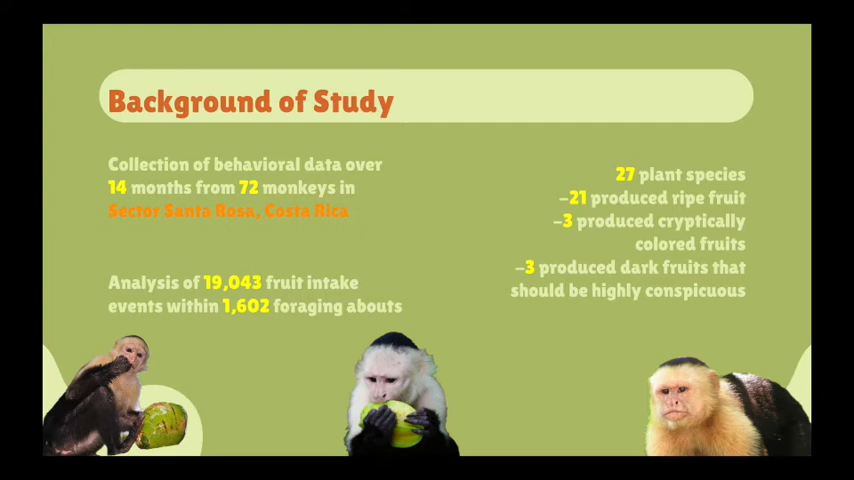 Background of Study
Collection of behavioral data over
14 months from 72 monkeys in
Sector Santa Rosa, Costa Rica
Analysis of 19,043 fruit intake
events within 1,602 foraging abouts
27 plant species
-21 produced ripe fruit
-3 produced cryptically
colored fruits
-3 produced dark fruits that
should be highly conspicuous